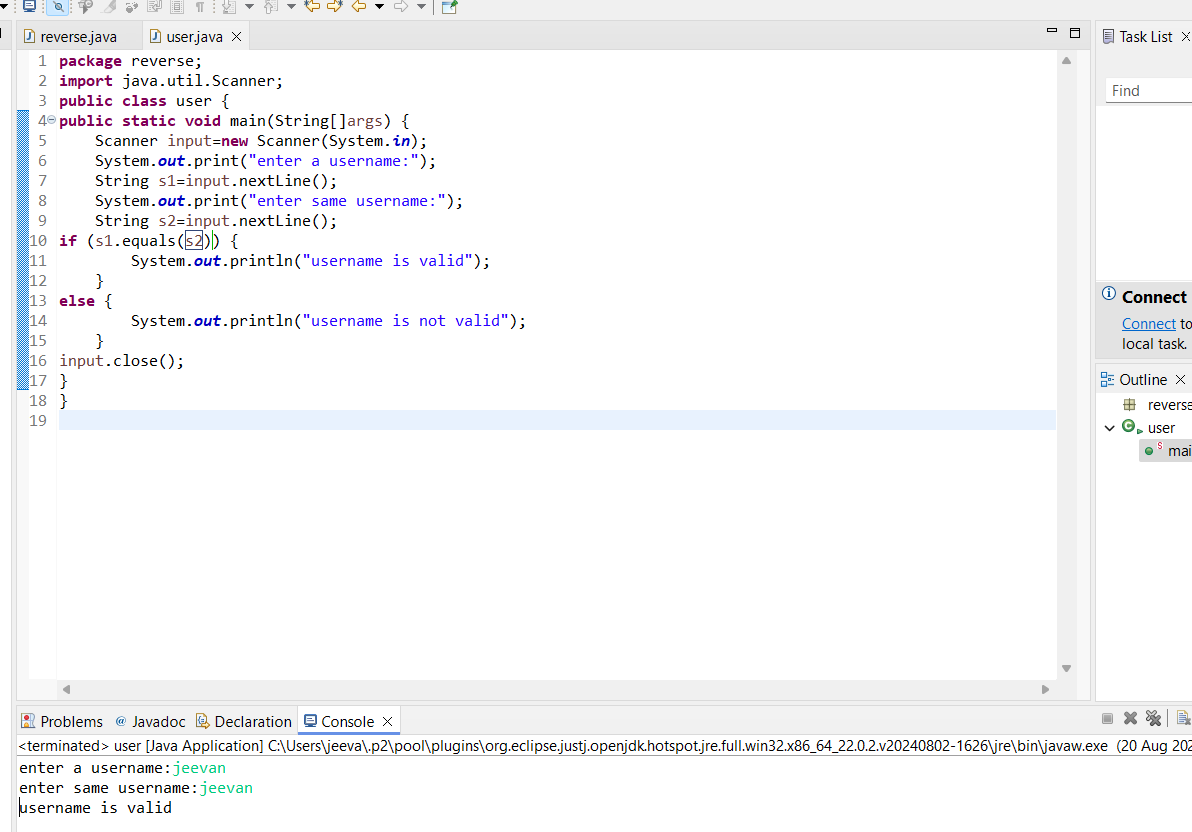 reverse.java
user.java
Task List
1 package reverse;
2 import java.util.Scanner;
3 public class user {
4 public static void main(String[]args) {
5 Scanner input=new Scanner(System.in);
6 System.out.print("enter a username:");
7 String s1=input.nextLine();
8 System.out.print("enter same username:");
9 String s2=input.nextLine();
10 if (s1.equals(s2)) {
11 System.out.println("username is valid");
12 }
13 else {
14 System.out.println("username is not valid");
15 }
16 input.close();
17 }
18 }
19
Find
Connect
Connect to
local task.
Outline
reverse
user
mai
Problems @ Javadoc Declaration Console
<terminated> user [Java Application] C:\Users\jeeva\.p2\pool\plugins\org.eclipse.justj.openjdk.hotspot.jre.full.win32.x86_64_22.0.2.v20240802-1626\jre\bin\javaw.exe (20 Aug 202
enter a username:jeevan
enter same username:jeevan
username is valid